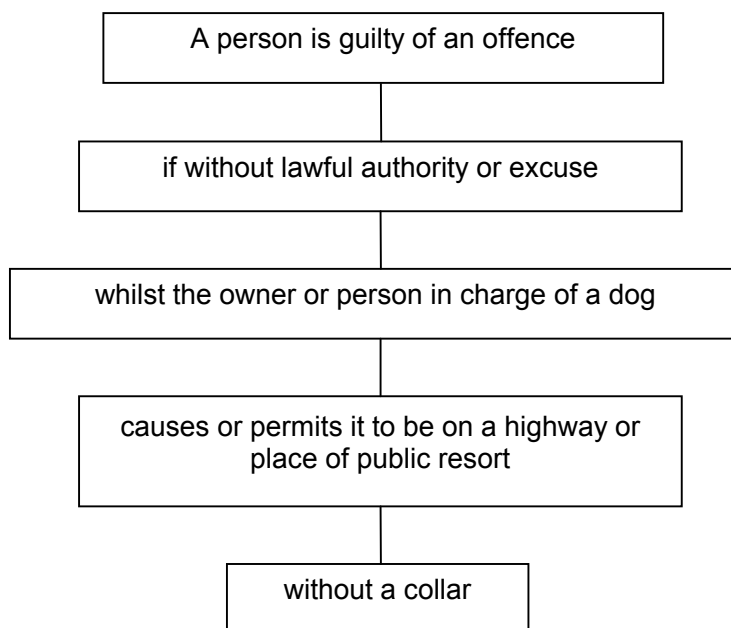 A person is guilty of an offence
if without lawful authority or excuse
whilst the owner or person in charge of a dog
causes or permits it to be on a highway or
place of public resort
without a collar